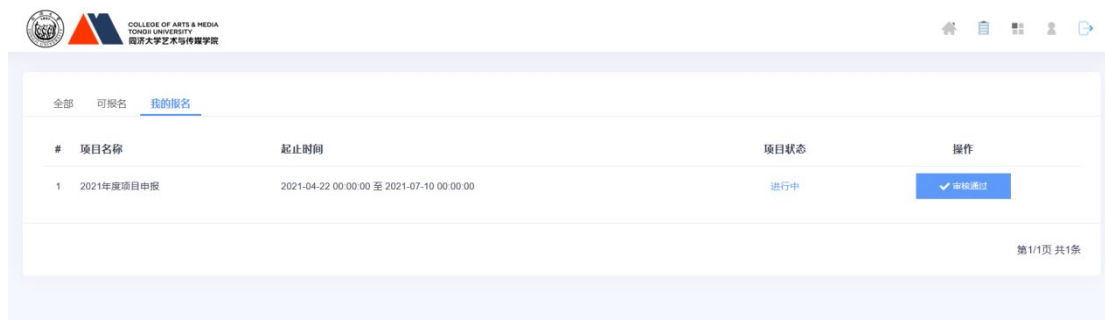 COLLEGE OF ARTS & MEDIA
TONGJI UNIVERSITY
同济大学艺术与传媒学院
全部 可报名 我的报名
# 项目名称 起止时间 项目状态 操作
1 2021年度项目申报 2021-04-22 00:00:00 至 2021-07-10 00:00:00 进行中 审核通过
第1/1页 共1条